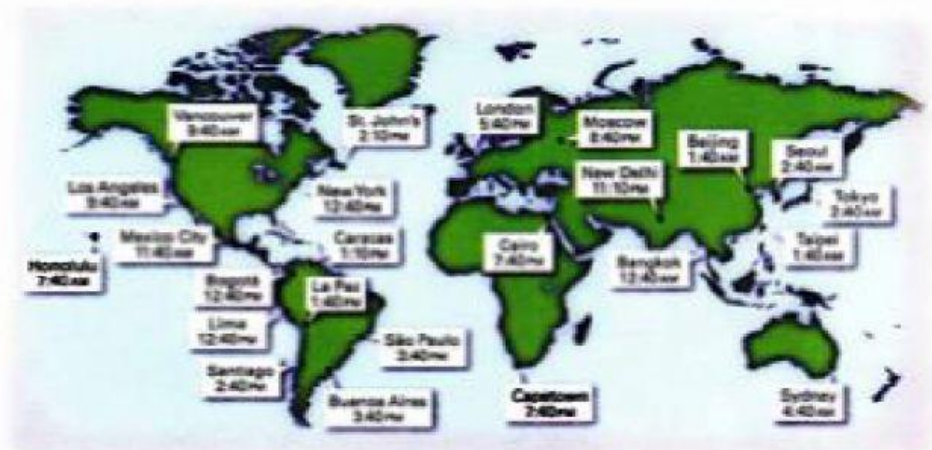 Vancouver
9:40 AM
St. John's
2:10 PM
London
5:40 PM
Moscow
8:40 PM
Beijing
1:40 AM
Seoul
2:40 AM
Los Angeles
9:40 AM
New York
12:40 PM
New Delhi
11:10 PM
Tokyo
2:40 AM
Mexico City
11:40 AM
Caracas
1:10 PM
Cairo
7:40 PM
Bangkok
12:40 AM
Taipei
1:40 AM
Honolulu
7:40 AM
Bogotá
12:40 PM
La Paz
1:40 PM
Lima
12:40 PM
São Paulo
3:40 PM
Santiago
2:40 PM
Buenos Aires
3:40 PM
Capetown
7:40 PM
Sydney
4:40 AM